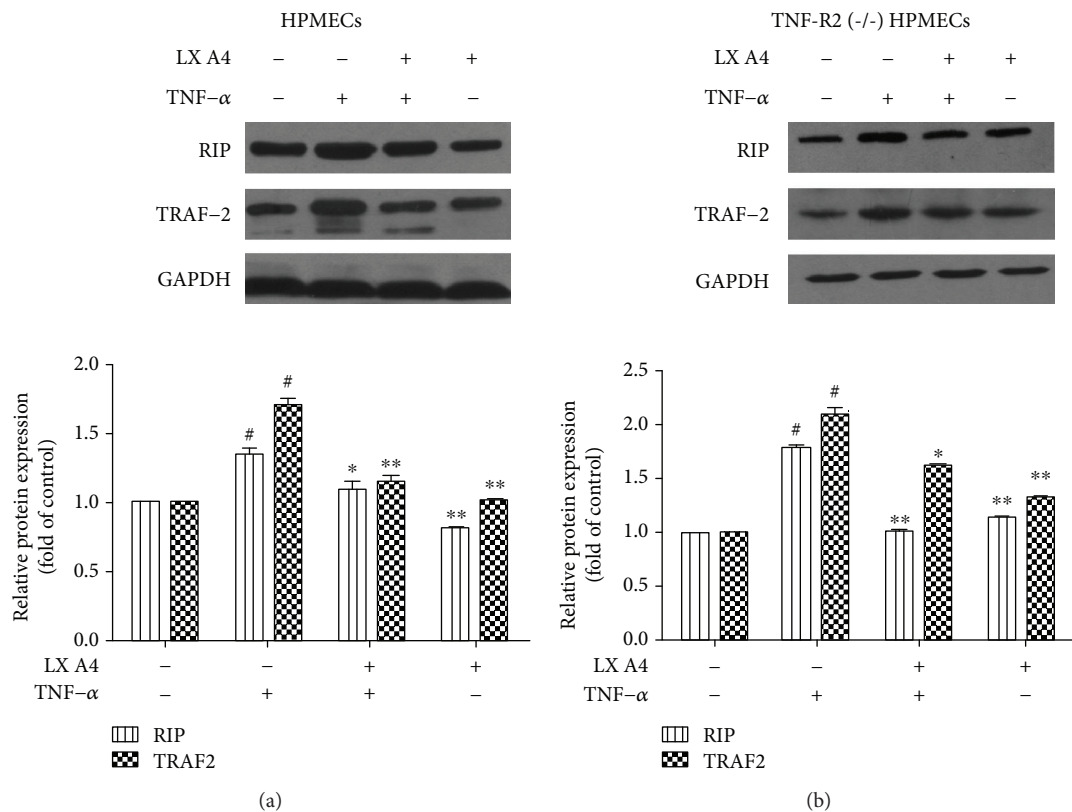 HPMECs
LX A4 – – + +
TNF–α – + + –
RIP
TRAF–2
GAPDH
Relative protein expression
(fold of control)
2.0
1.5
1.0
0.5
0.0
# # * ** ** **
LX A4 – – + +
TNF–α – + + –
RIP
TRAF2
(a)
TNF-R2 (-/-) HPMECs
LX A4 – – + +
TNF–α – + + –
RIP
TRAF–2
GAPDH
Relative protein expression
(fold of control)
2.5
2.0
1.5
1.0
0.5
0.0
# # ** * ** **
LX A4 – – + +
TNF–α – + + –
RIP
TRAF2
(b)